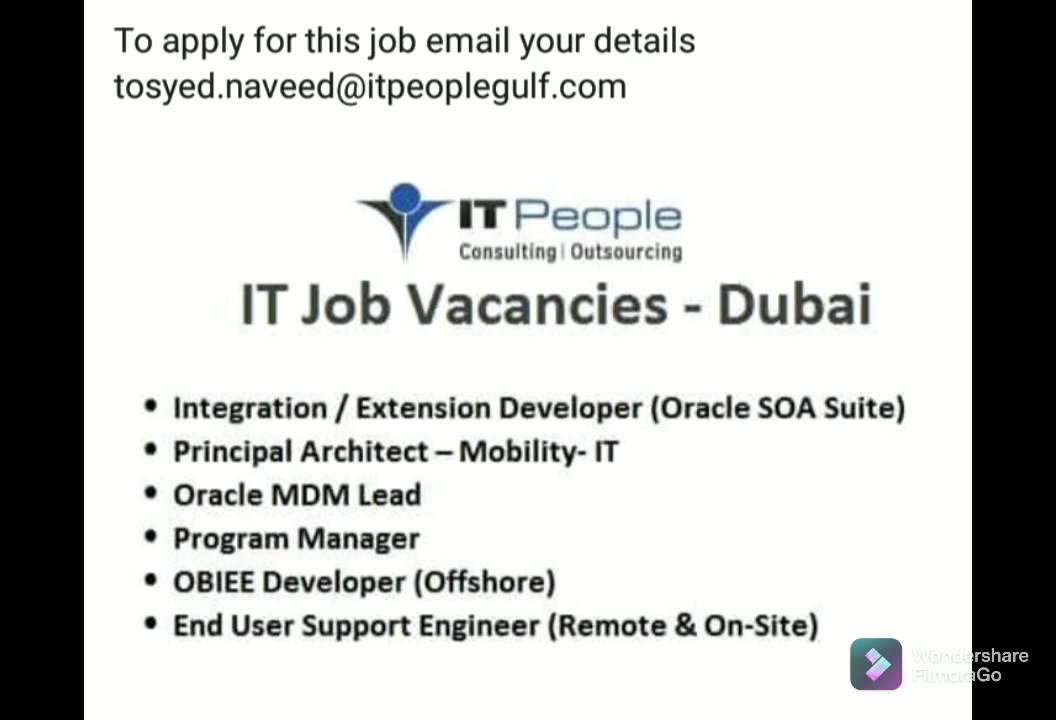 To apply for this job email your details
tosyed.naveed@itpeoplegulf.com
IT People
Consulting | Outsourcing
IT Job Vacancies - Dubai
• Integration / Extension Developer (Oracle SOA Suite)
• Principal Architect – Mobility- IT
• Oracle MDM Lead
• Program Manager
• OBIEE Developer (Offshore)
• End User Support Engineer (Remote & On-Site)
Wondershare
FilmoraGo